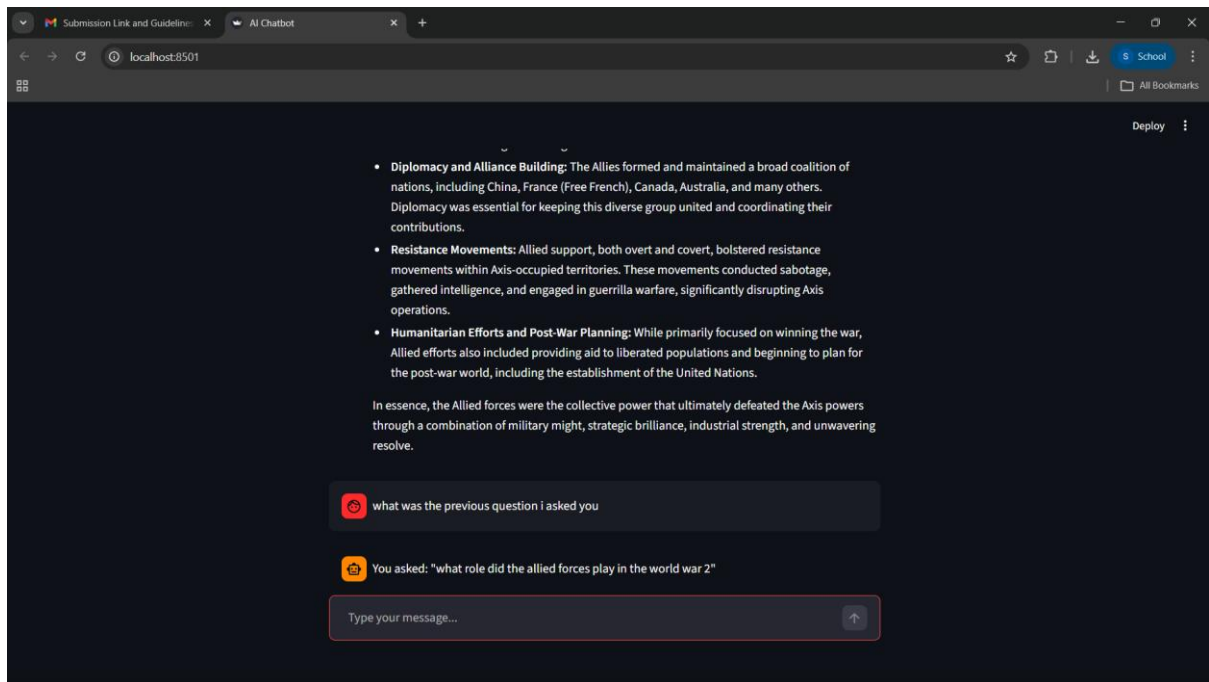 Submission Link and Guideline
AI Chatbot
localhost:8501
S School
All Bookmarks
Deploy
Diplomacy and Alliance Building: The Allies formed and maintained a broad coalition of
nations, including China, France (Free French), Canada, Australia, and many others.
Diplomacy was essential for keeping this diverse group united and coordinating their
contributions.
Resistance Movements: Allied support, both overt and covert, bolstered resistance
movements within Axis-occupied territories. These movements conducted sabotage,
gathered intelligence, and engaged in guerrilla warfare, significantly disrupting Axis
operations.
Humanitarian Efforts and Post-War Planning: While primarily focused on winning the war,
Allied efforts also included providing aid to liberated populations and beginning to plan for
the post-war world, including the establishment of the United Nations.
In essence, the Allied forces were the collective power that ultimately defeated the Axis powers
through a combination of military might, strategic brilliance, industrial strength, and unwavering
resolve.
what was the previous question i asked you
You asked: "what role did the allied forces play in the world war 2"
Type your message...